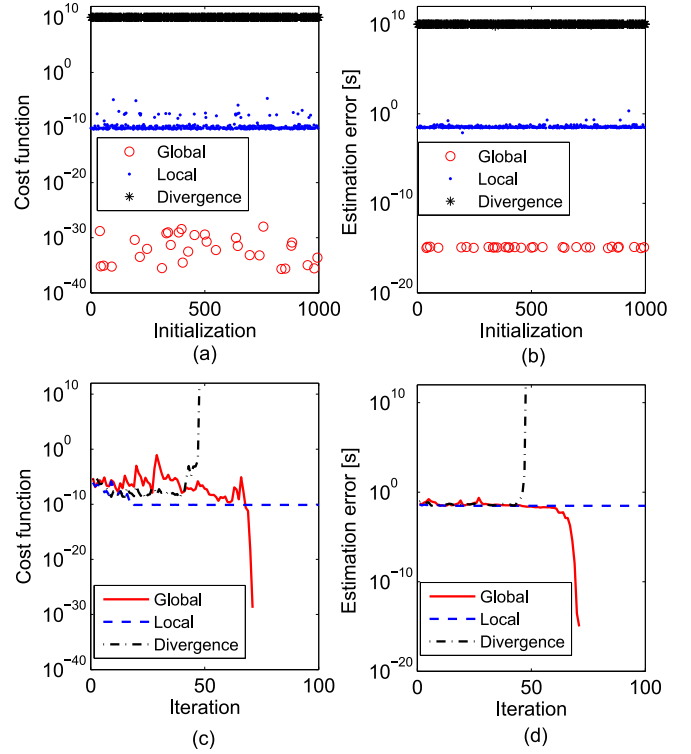 Cost function
10^10
10^0
10^-10
10^-20
10^-30
10^-40
Global
Local
Divergence
0
500
1000
Initialization
(a)
Estimation error [s]
10^10
10^0
10^-10
10^-20
Global
Local
Divergence
0
500
1000
Initialization
(b)
Cost function
10^10
10^0
10^-10
10^-20
10^-30
10^-40
Global
Local
Divergence
0
50
100
Iteration
(c)
Estimation error [s]
10^10
10^0
10^-10
10^-20
Global
Local
Divergence
0
50
100
Iteration
(d)